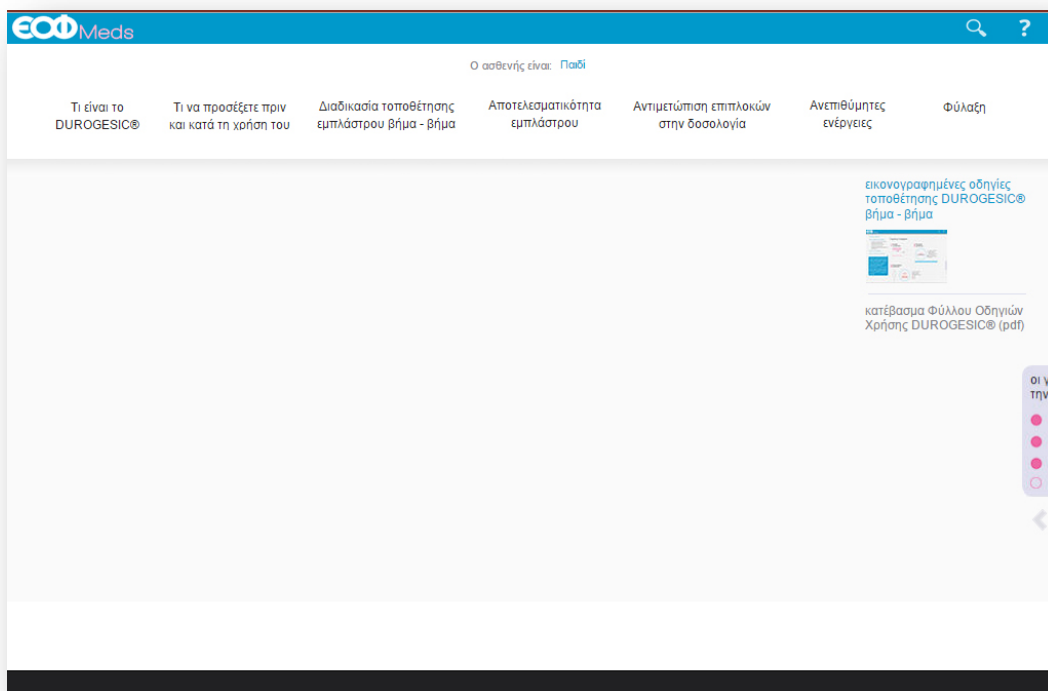 ΕΟΦMeds
?
Ο ασθενής είναι: Παιδί
Τι είναι το
DUROGESIC®
Τι να προσέξετε πριν
και κατά τη χρήση του
Διαδικασία τοποθέτησης
εμπλάστρου βήμα - βήμα
Αποτελεσματικότητα
εμπλάστρου
Αντιμετώπιση επιπλοκών
στην δοσολογία
Ανεπιθύμητες
ενέργειες
Φύλαξη
εικονογραφημένες οδηγίες
τοποθέτησης DUROGESIC®
βήμα - βήμα
κατέβασμα Φύλλου Οδηγιών
Χρήσης DUROGESIC® (pdf)
οι
την